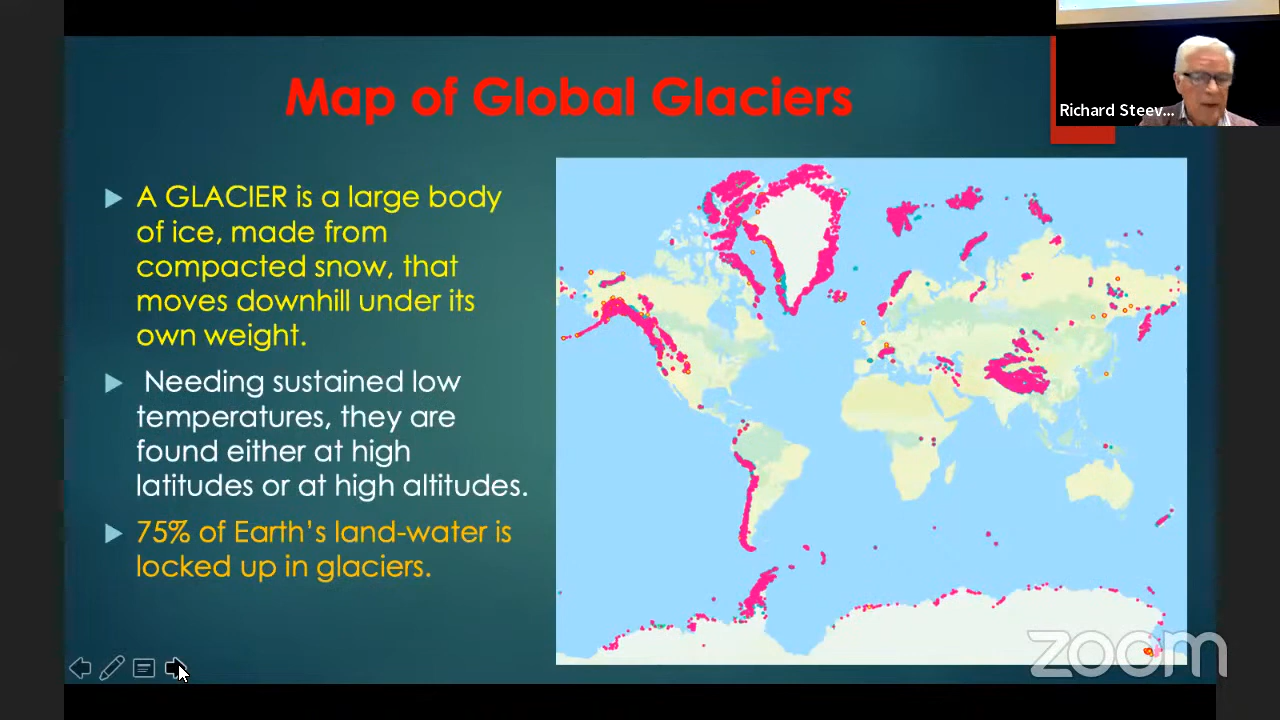 Map of Global Glaciers
Richard Steev...
A GLACIER is a large body
of ice, made from
compacted snow, that
moves downhill under its
own weight.
Needing sustained low
temperatures, they are
found either at high
latitudes or at high altitudes.
75% of Earth's land-water is
locked up in glaciers.
zoom